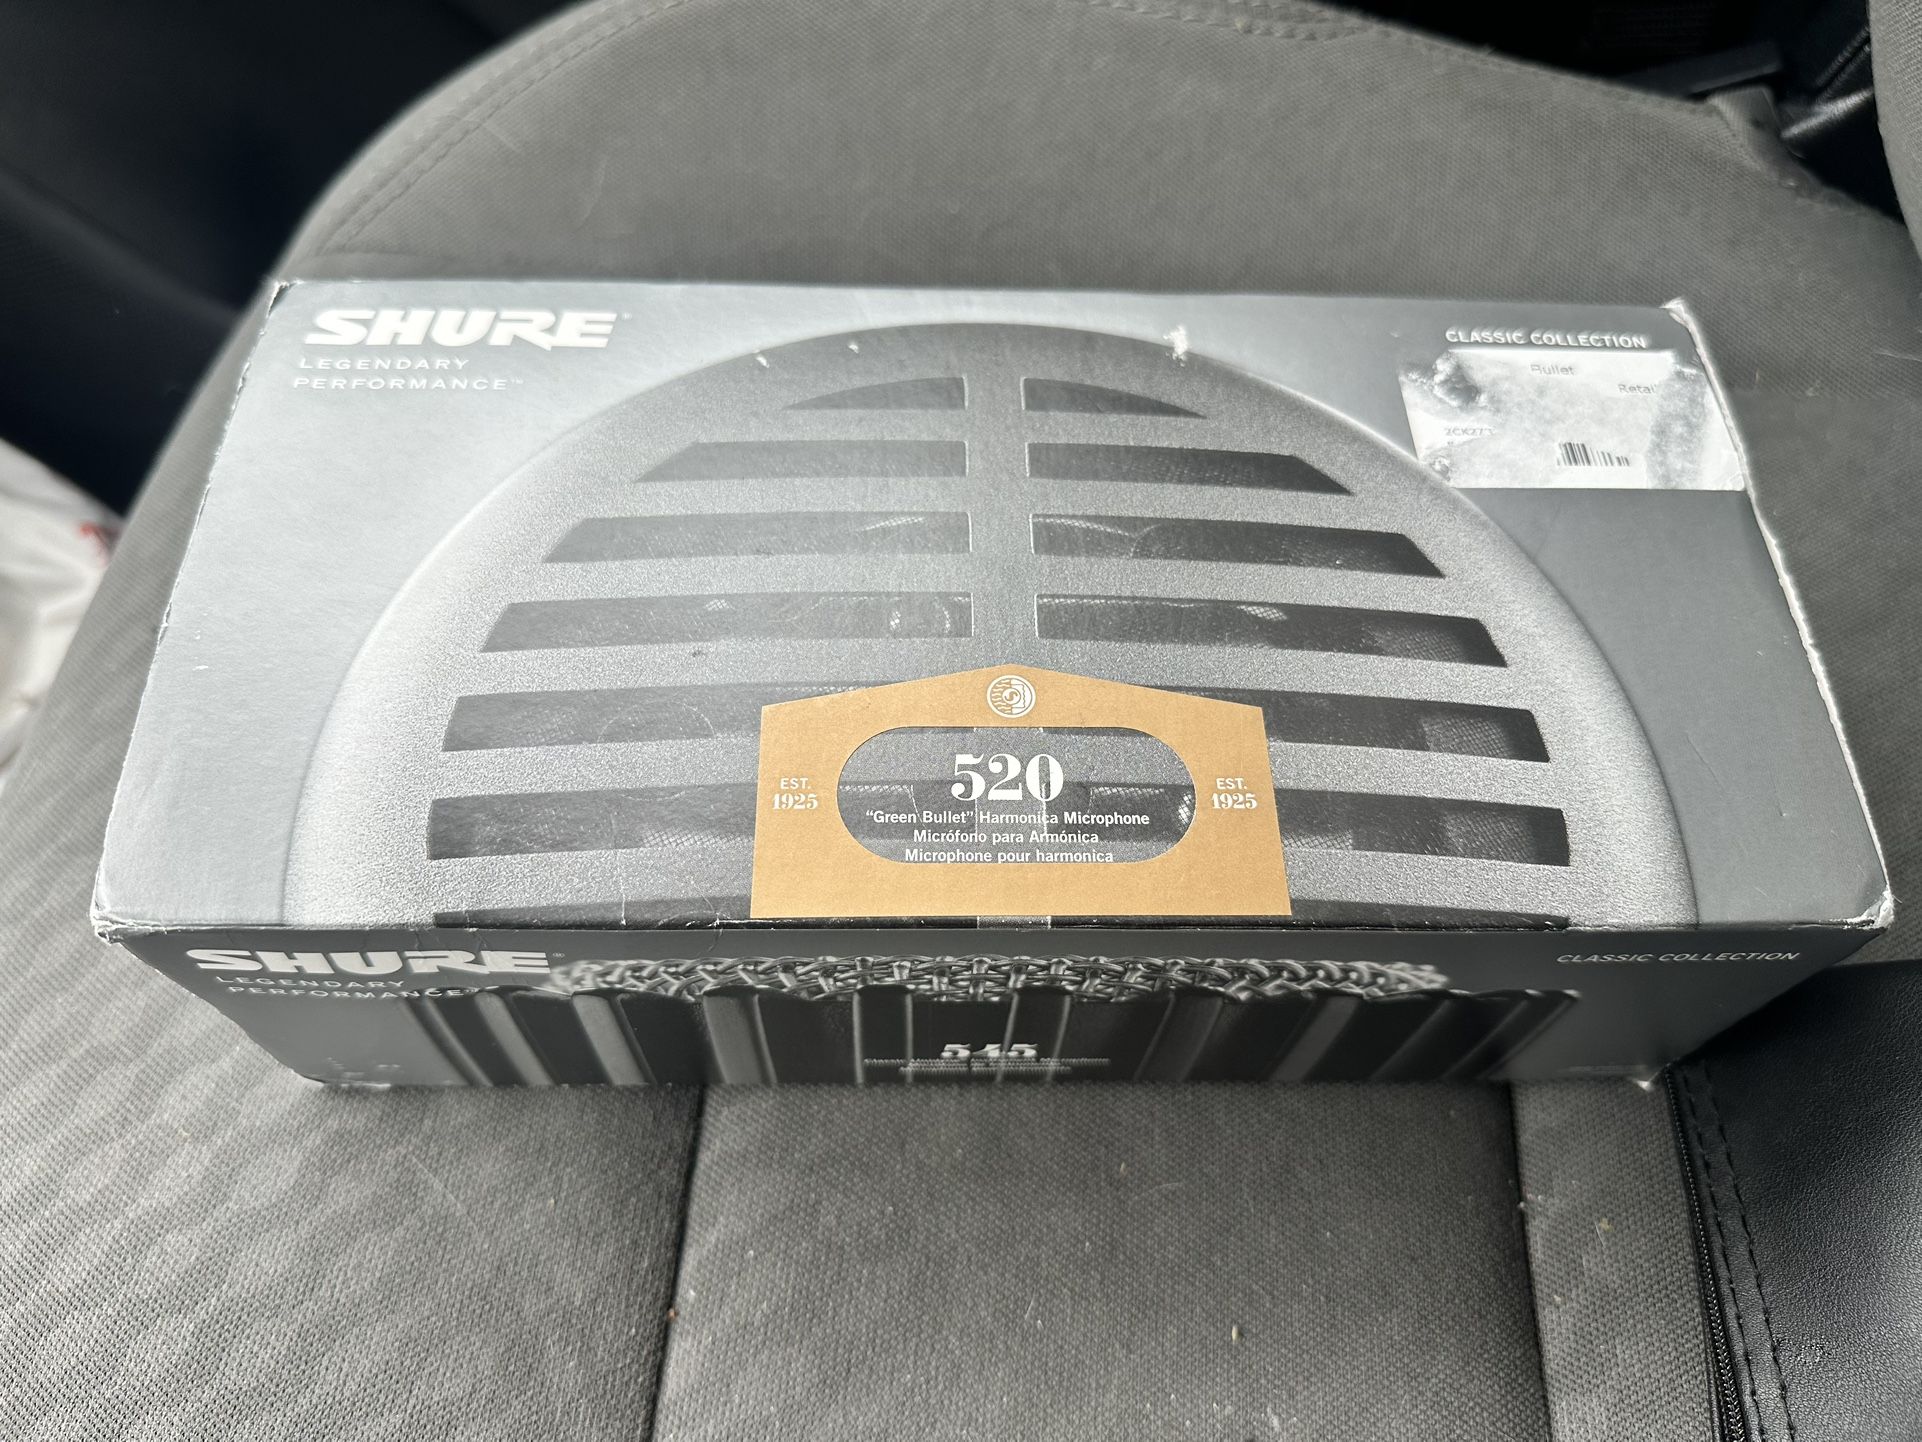 SHURE
LEGENDARY
PERFORMANCE™
CLASSIC COLLECTION
Bullet
Retail
EST.
1925
520
"Green Bullet" Harmonica Microphone
Micrófono para Armónica
Microphone pour harmonica
EST.
1925
SHURE®
LEGENDARY
PERFORMANCE
CLASSIC COLLECTION
545